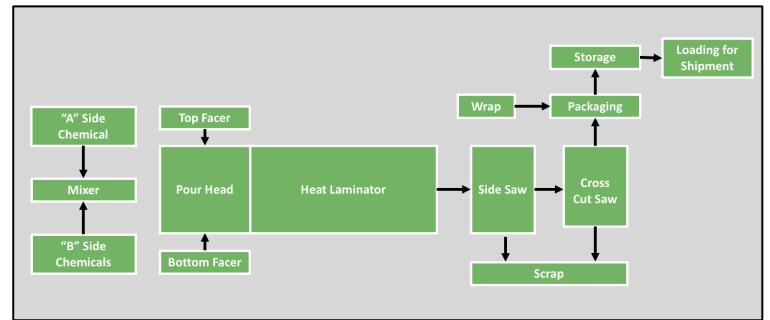 Storage
Loading for
Shipment
"A" Side
Chemical
Top Facer
Wrap
Packaging
Mixer
Pour Head
Heat Laminator
Side Saw
Cross
Cut Saw
"B" Side
Chemicals
Bottom Facer
Scrap